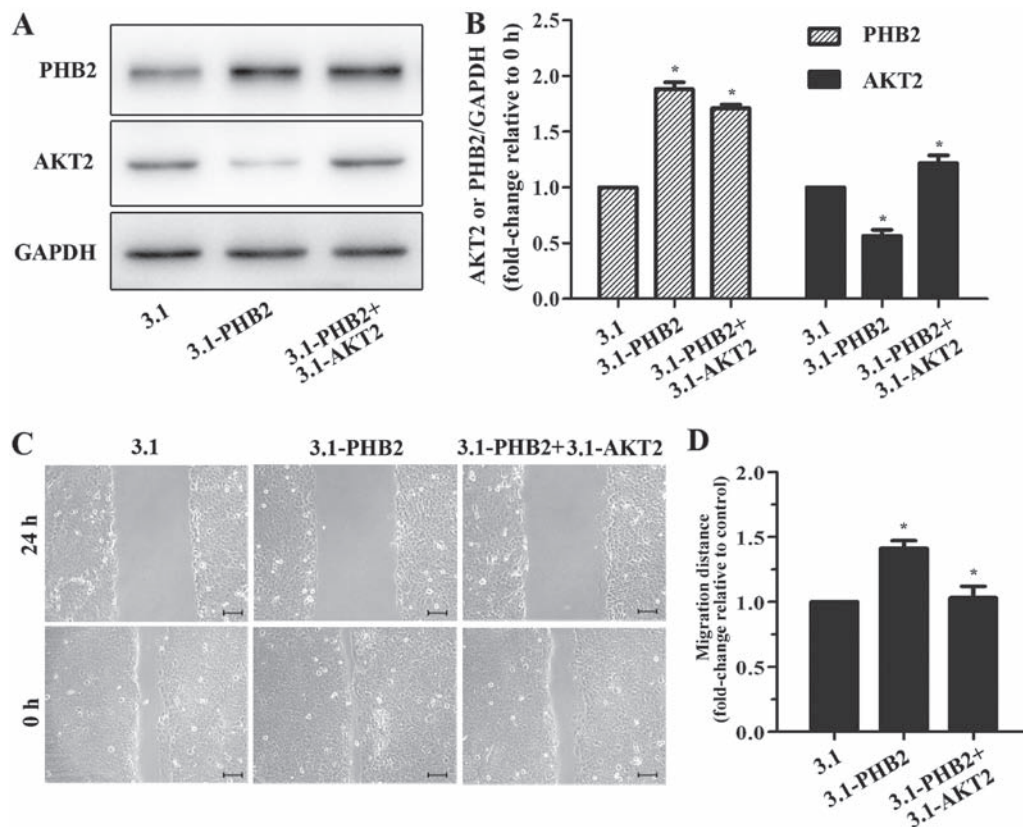 A
PHB2
AKT2
GAPDH
3.1
3.1-PHB2
3.1-PHB2+
3.1-AKT2
B
AKT2 or PHB2/GAPDH
(fold-change relative to 0 h)
2.5
2.0
1.5
1.0
0.5
0.0
PHB2
AKT2
*
*
*
*
3.1
3.1-PHB2
3.1-PHB2+
3.1-AKT2
3.1
3.1-PHB2
3.1-PHB2+
3.1-AKT2
C
3.1
3.1-PHB2
3.1-PHB2+3.1-AKT2
24 h
0 h
D
Migration distance
(fold-change relative to control)
2.0
1.5
1.0
0.5
0.0
*
*
3.1
3.1-PHB2
3.1-PHB2+
3.1-AKT2